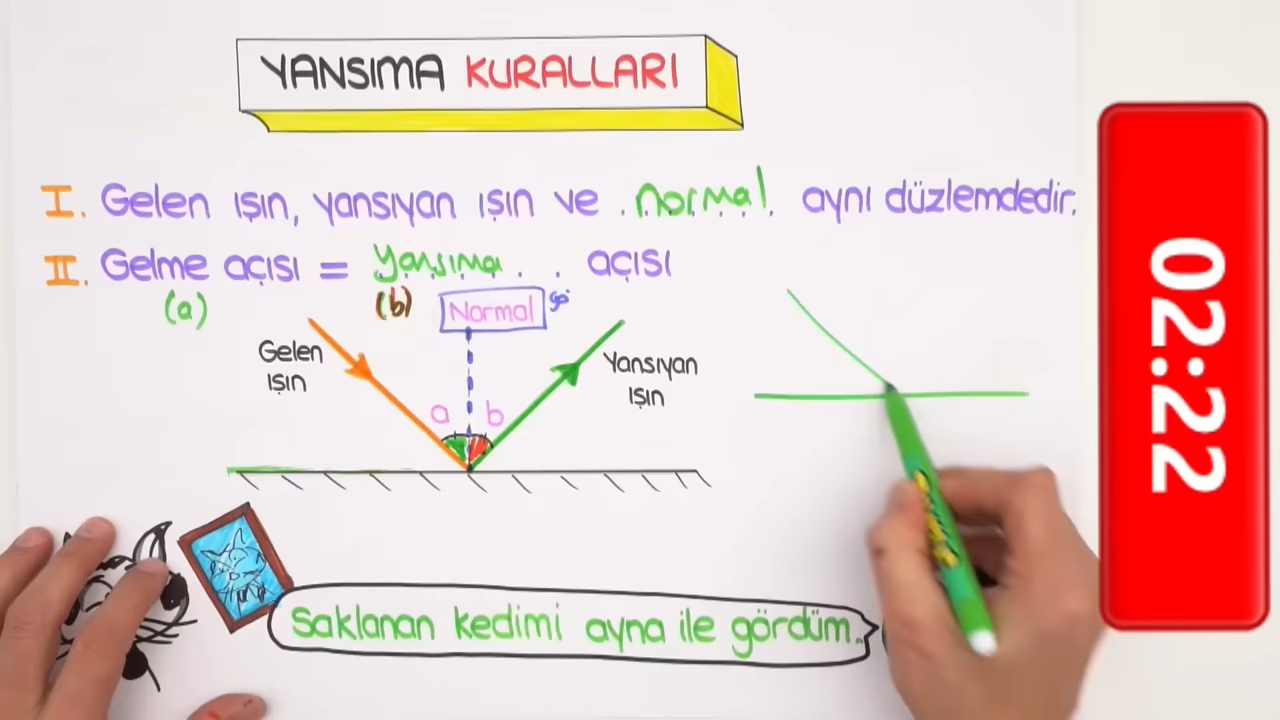 YANSIMA KURALLARI
I. Gelen ışın, yansıyan ışın ve normal aynı düzlemdedir.
II. Gelme açısı = yansıma açısı
(a) (b)
Normal
Gelen ışın
Yansıyan ışın
a b
Saklanan kedimi ayna ile gördüm.
02:22